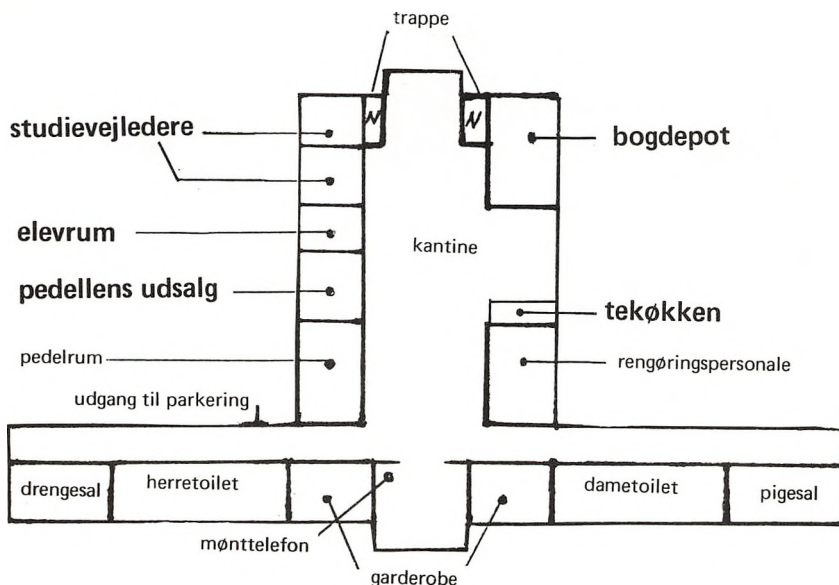 trappe
studievejledere
bogdepot
elevrum
kantine
pedellens udsalg
tekøkken
pedelrum
rengøringspersonale
udgang til parkering
drengesal
herretoilet
dametoilet
pigesal
mønttelefon
garderobe